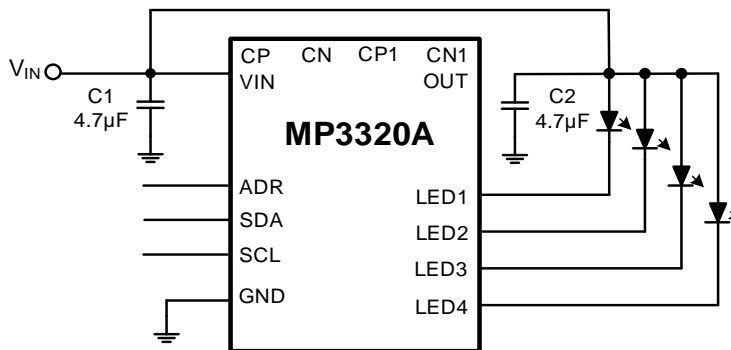 CP CN CP1 CN1
V_IN
VIN OUT
C1
4.7µF
C2
4.7µF
MP3320A
ADR
SDA
SCL
GND
LED1
LED2
LED3
LED4